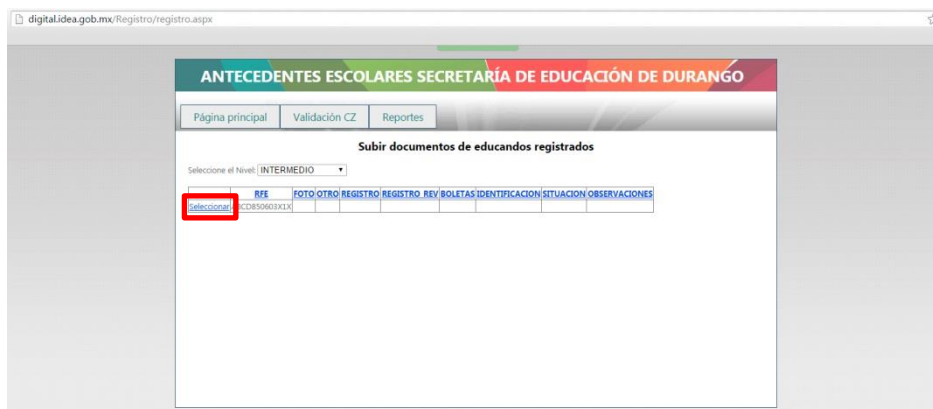 digital.idea.gob.mx/Registro/registro.aspx
ANTECEDENTES ESCOLARES SECRETARÍA DE EDUCACIÓN DE DURANGO
Página principal Validación CZ Reportes
Subir documentos de educandos registrados
Seleccione el Nivel: INTERMEDIO
RFE FOTO OTRO REGISTRO REGISTRO_REV BOLETAS IDENTIFICACION SITUACION OBSERVACIONES
Seleccionar